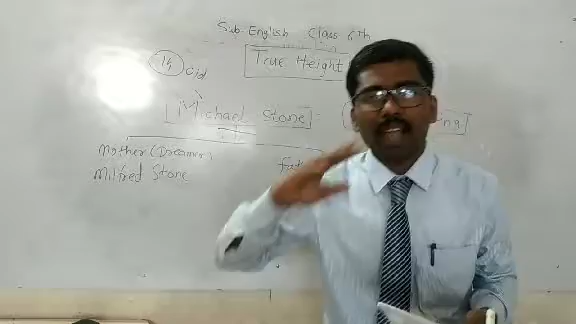 Sub- English Class 6th
True Height
14 old
Michael Stone
Mother (Dreamer)
Milfred Stone